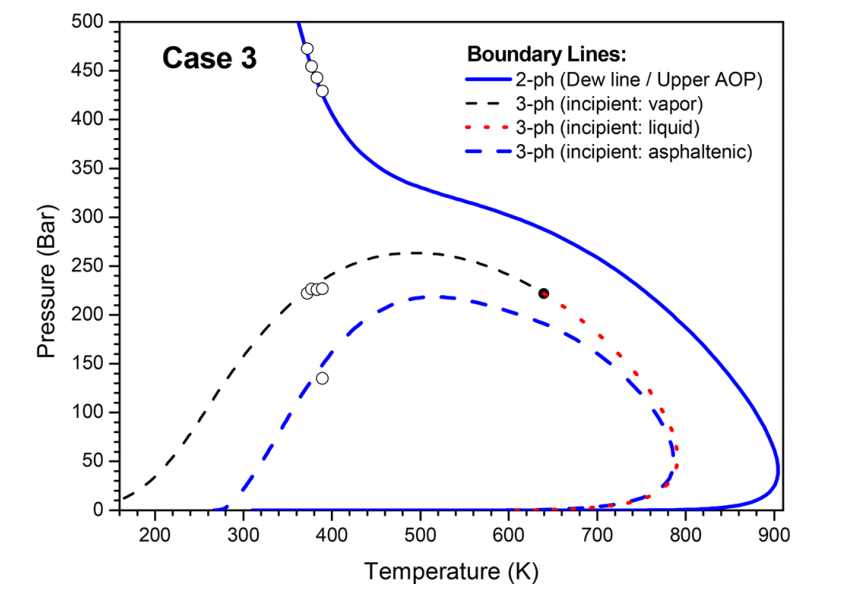 Case 3
Boundary Lines:
2-ph (Dew line / Upper AOP)
3-ph (incipient: vapor)
3-ph (incipient: liquid)
3-ph (incipient: asphaltenic)
Pressure (Bar)
500
450
400
350
300
250
200
150
100
50
0
200 300 400 500 600 700 800 900
Temperature (K)